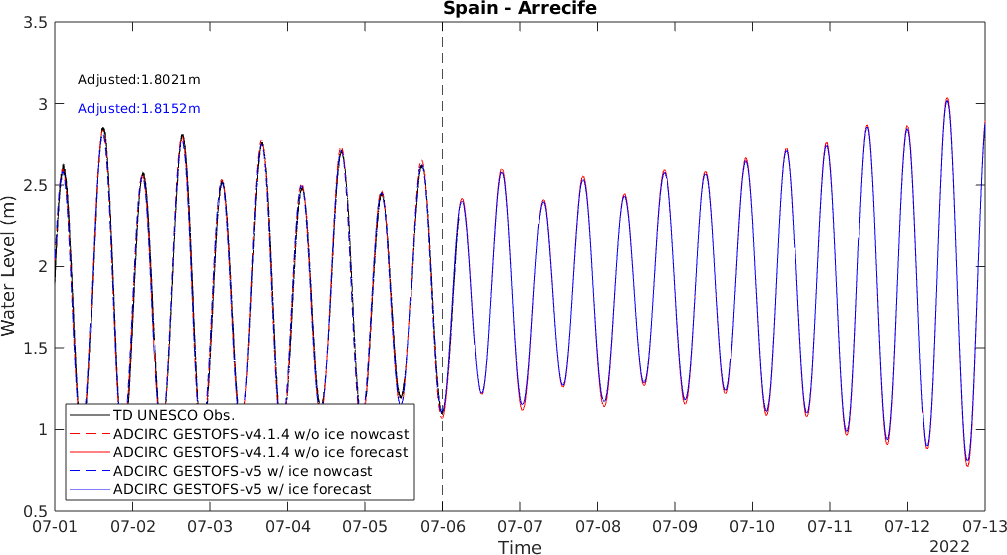 Spain - Arrecife
3.5
3
2.5
2
1.5
1
0.5
Water Level (m)
Adjusted:1.8021m
Adjusted:1.8152m
TD UNESCO Obs.
ADCIRC GESTOFS-v4.1.4 w/o ice nowcast
ADCIRC GESTOFS-v4.1.4 w/o ice forecast
ADCIRC GESTOFS-v5 w/ ice nowcast
ADCIRC GESTOFS-v5 w/ ice forecast
07-01 07-02 07-03 07-04 07-05 07-06 07-07 07-08 07-09 07-10 07-11 07-12 07-13
Time
2022